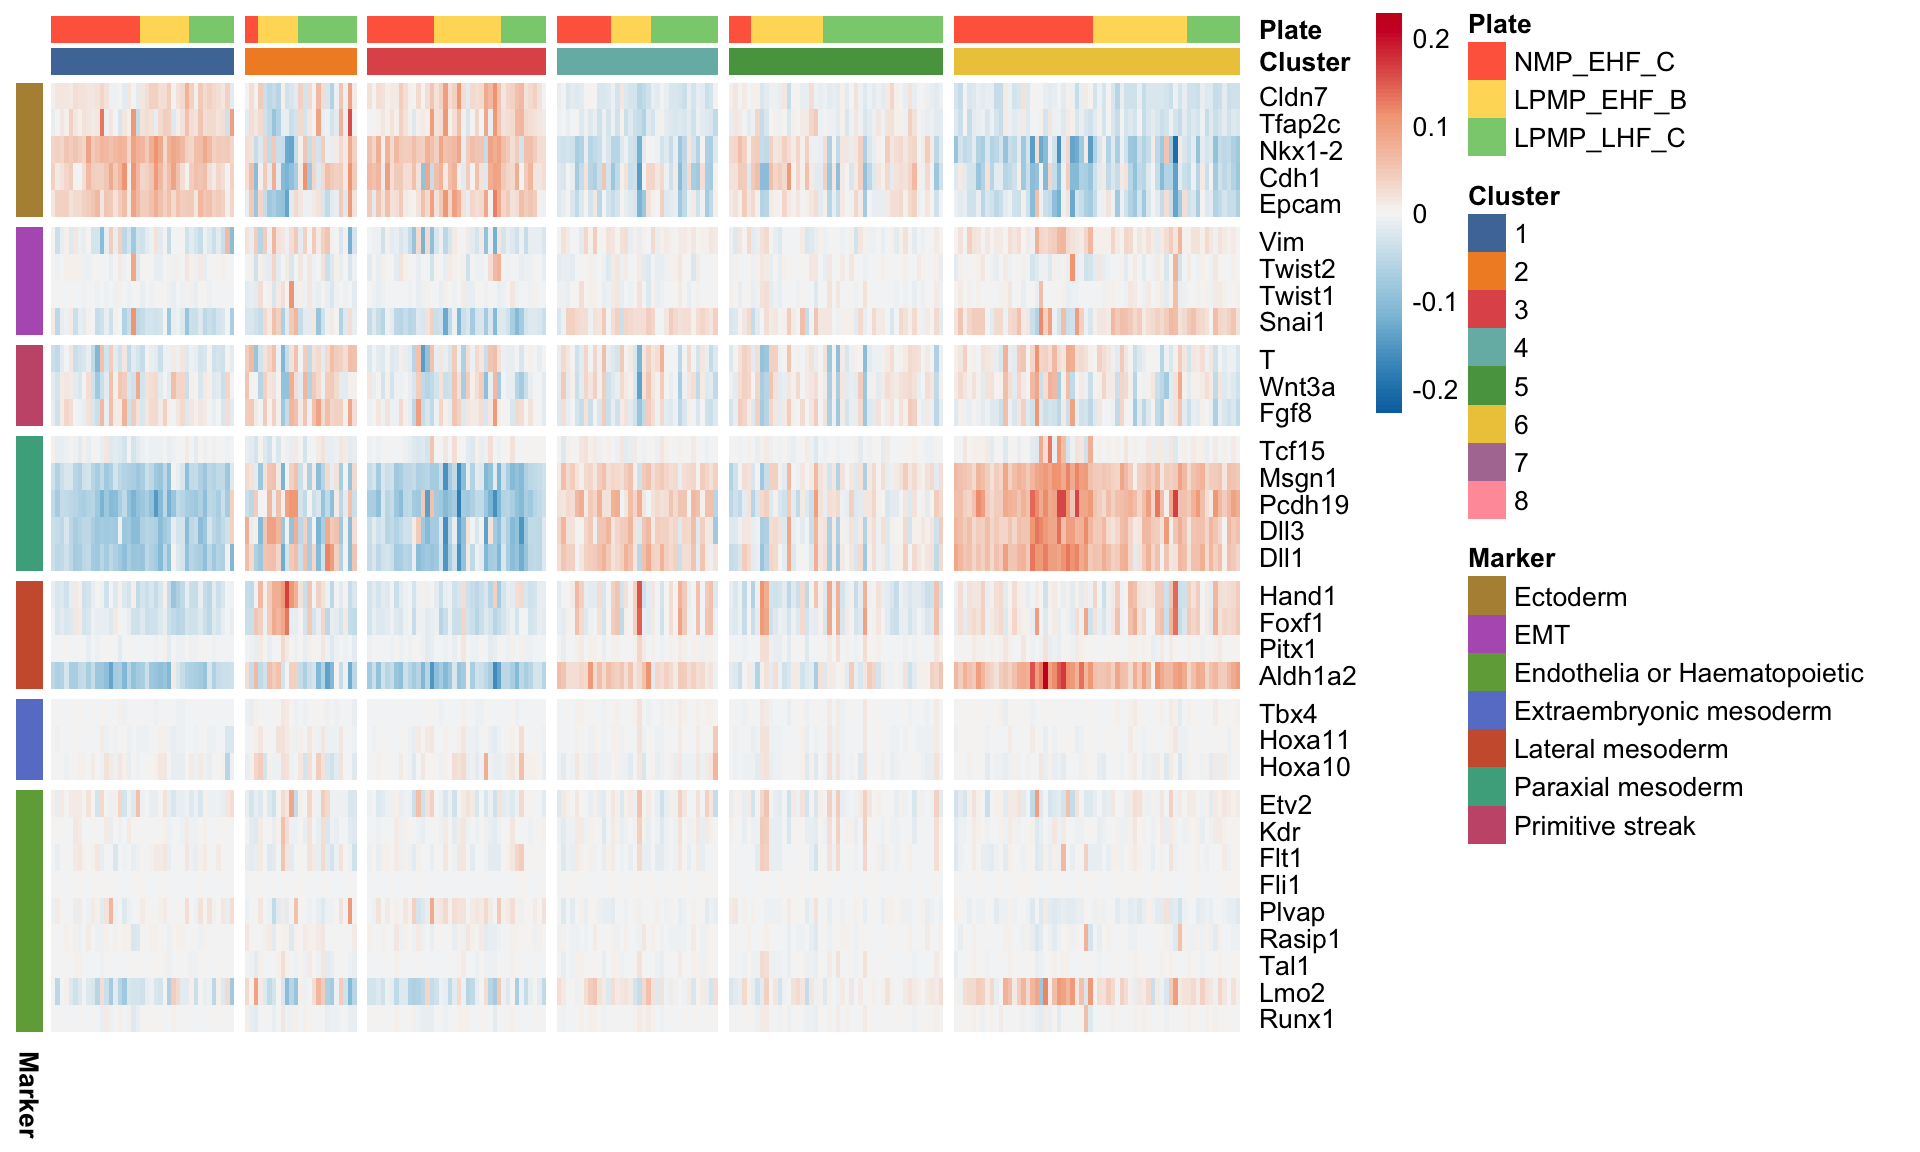 Plate
Cluster
Cldn7
Tfap2c
Nkx1-2
Cdh1
Epcam
Vim
Twist2
Twist1
Snai1
T
Wnt3a
Fgf8
Tcf15
Msgn1
Pcdh19
Dll3
Dll1
Hand1
Foxf1
Pitx1
Aldh1a2
Tbx4
Hoxa11
Hoxa10
Etv2
Kdr
Flt1
Fli1
Plvap
Rasip1
Tal1
Lmo2
Runx1
Marker
0.2
0.1
0
-0.1
-0.2
Plate
NMP_EHF_C
LPMP_EHF_B
LPMP_LHF_C
Cluster
1
2
3
4
5
6
7
8
Marker
Ectoderm
EMT
Endothelia or Haematopoietic
Extraembryonic mesoderm
Lateral mesoderm
Paraxial mesoderm
Primitive streak